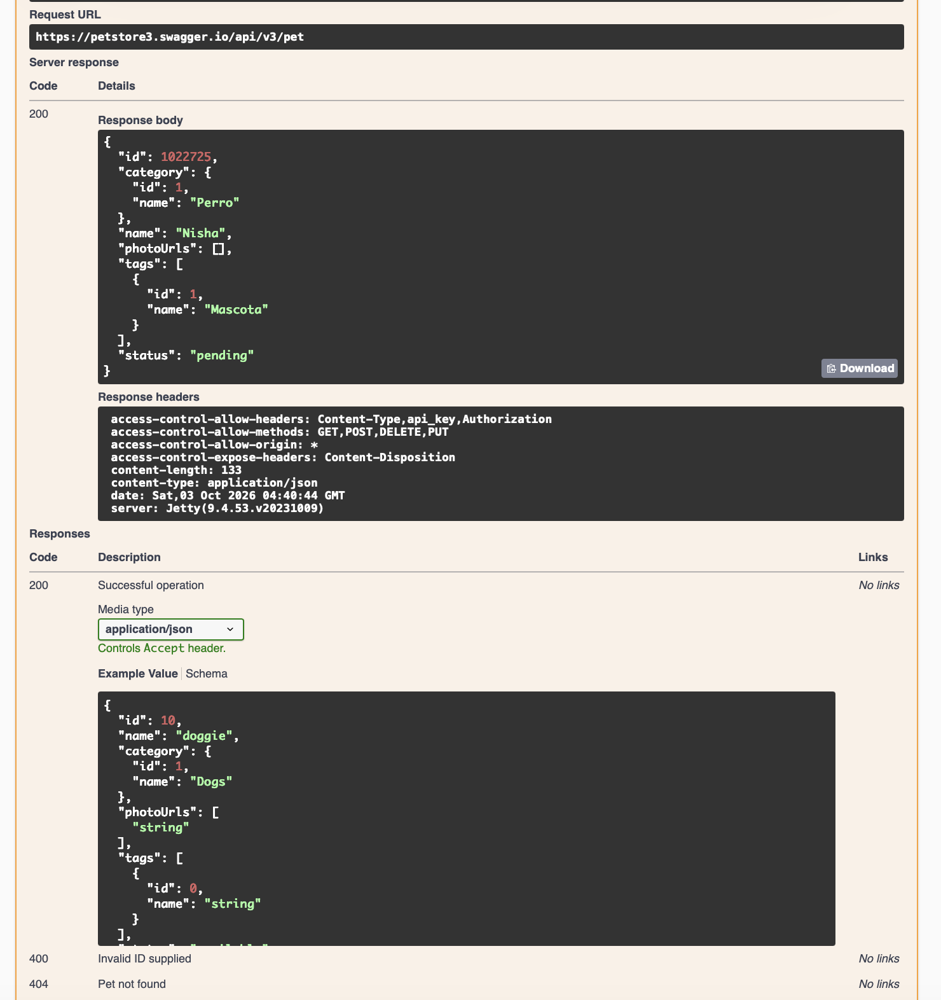 Request URL
https://petstore3.swagger.io/api/v3/pet
Server response
Code Details
200
Response body
{
  "id": 1022725,
  "category": {
    "id": 1,
    "name": "Perro"
  },
  "name": "Nisha",
  "photoUrls": [],
  "tags": [
    {
      "id": 1,
      "name": "Mascota"
    }
  ],
  "status": "pending"
}
Download
Response headers
access-control-allow-headers: Content-Type,api_key,Authorization
access-control-allow-methods: GET,POST,DELETE,PUT
access-control-allow-origin: *
access-control-expose-headers: Content-Disposition
content-length: 133
content-type: application/json
date: Sat,03 Oct 2026 04:40:44 GMT
server: Jetty(9.4.53.v20231009)
Responses
Code Description Links
200 Successful operation No links
Media type
application/json
Controls Accept header.
Example Value Schema
{
  "id": 10,
  "name": "doggie",
  "category": {
    "id": 1,
    "name": "Dogs"
  },
  "photoUrls": [
    "string"
  ],
  "tags": [
    {
      "id": 0,
      "name": "string"
    }
  ],
400 Invalid ID supplied No links
404 Pet not found No links